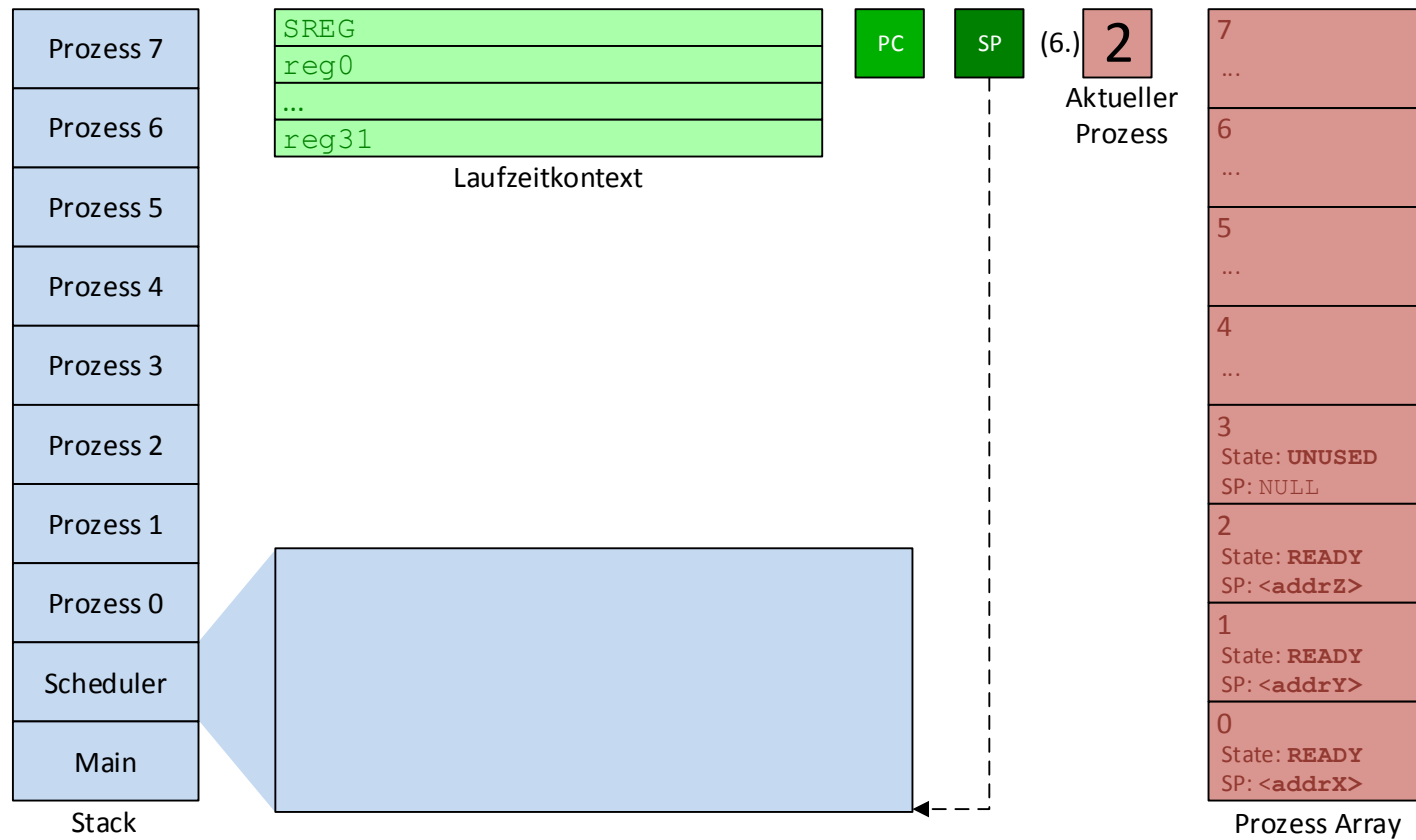 Prozess 7
Prozess 6
Prozess 5
Prozess 4
Prozess 3
Prozess 2
Prozess 1
Prozess 0
Scheduler
Main
Stack
SREG
reg0
...
reg31
Laufzeitkontext
PC
SP
(6.)
2
Aktueller
Prozess
7
...
6
...
5
...
4
...
3
State: UNUSED
SP: NULL
2
State: READY
SP: <addrZ>
1
State: READY
SP: <addrY>
0
State: READY
SP: <addrX>
Prozess Array